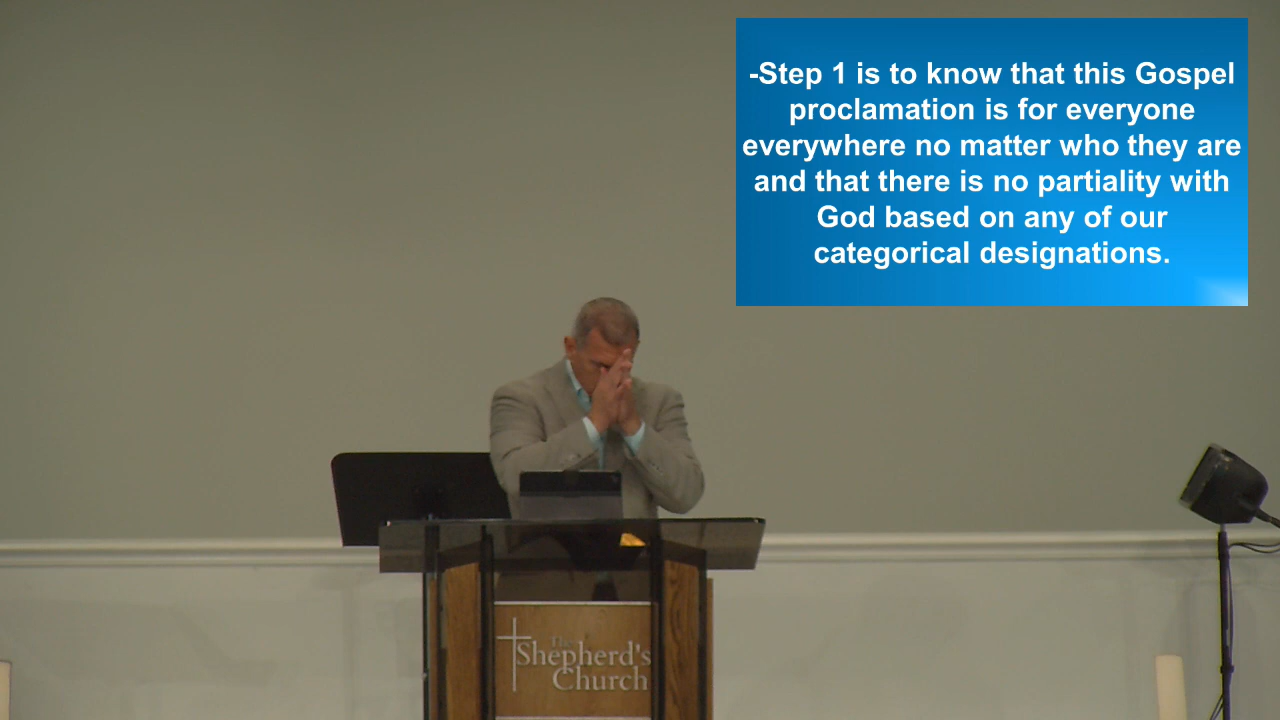 -Step 1 is to know that this Gospel
proclamation is for everyone
everywhere no matter who they are
and that there is no partiality with
God based on any of our
categorical designations.
The
Shepherd's
Church